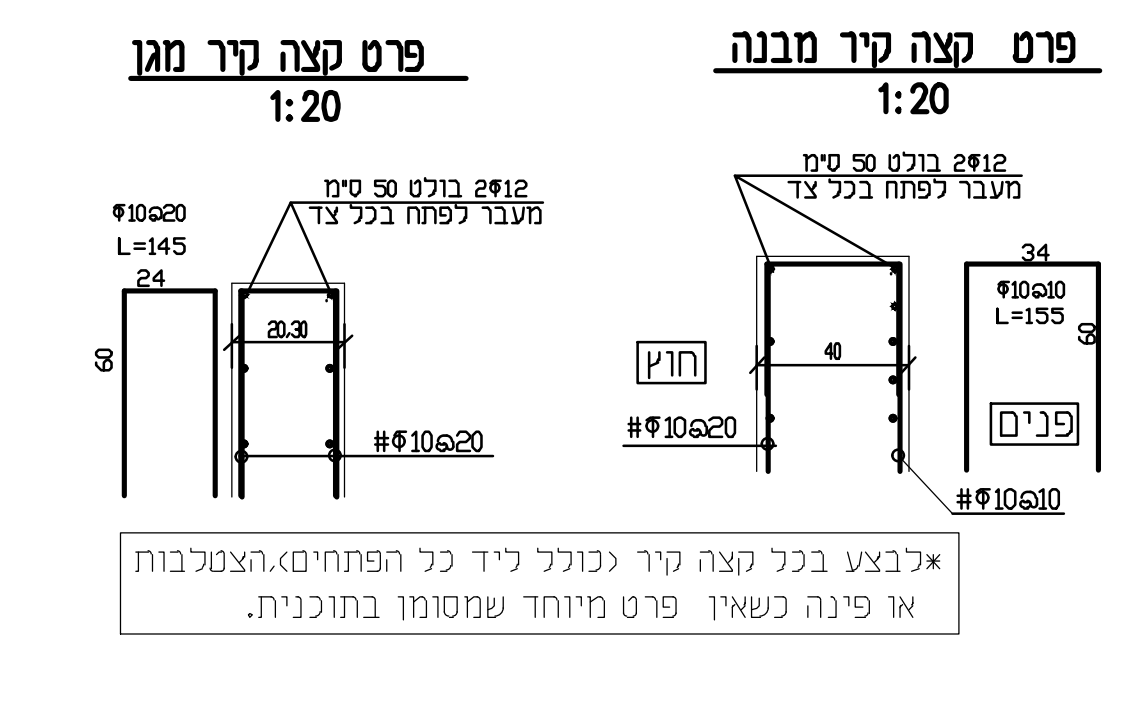 פרט קצה קיר מבנה
1:20
2Φ12 בולט 50 ס"מ
מעבר לפתח בכל צד
34
Φ10@10
L=155
60
40
חוץ
פנים
#Φ10@20
#Φ10@10
פרט קצה קיר מגן
1:20
2Φ12 בולט 50 ס"מ
מעבר לפתח בכל צד
Φ10@20
L=145
24
60
20,30
#Φ10@20
*לבצע בכל קצה קיר (כולל ליד כל הפתחים),הצטלבות
או פינה כשאין פרט מיוחד שמסומן בתוכנית.